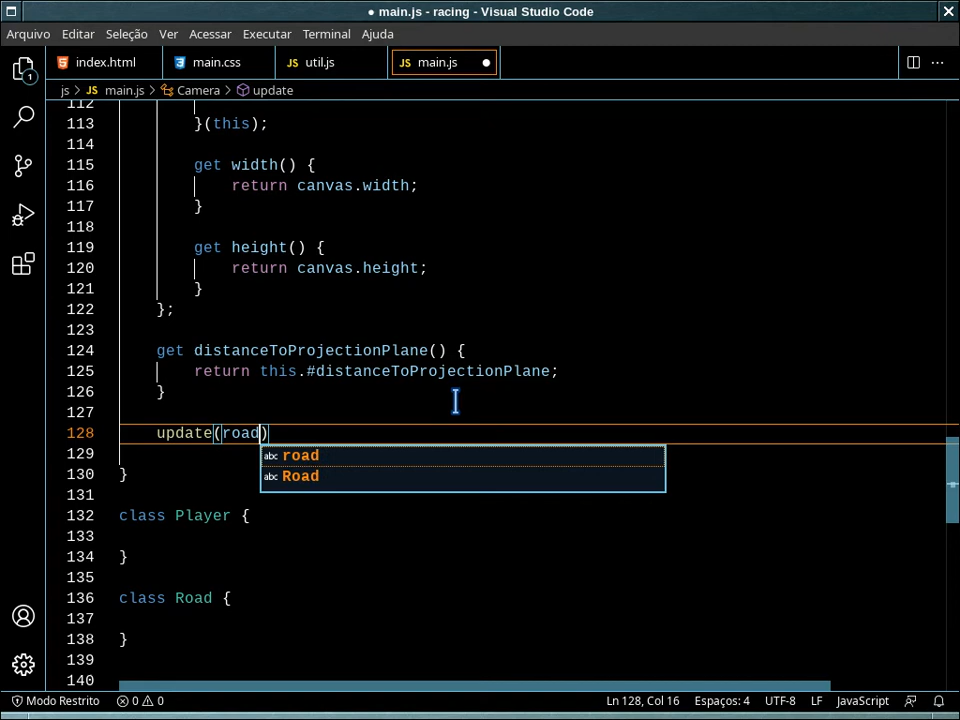 ● main.js - racing - Visual Studio Code
Arquivo Editar Seleção Ver Acessar Executar Terminal Ajuda
1
index.html main.css JS util.js JS main.js
js > JS main.js > Camera > update
112
113 }(this);
114
115 get width() {
116 return canvas.width;
117 }
118
119 get height() {
120 return canvas.height;
121 }
122 };
123
124 get distanceToProjectionPlane() {
125 return this.#distanceToProjectionPlane;
126 }
127
128 update(road)
129
abc road
130 }
abc Road
131
132 class Player {
133
134 }
135
136 class Road {
137
138 }
139
140
Modo Restrito 0 0 Ln 128, Col 16 Espaços: 4 UTF-8 LF JavaScript